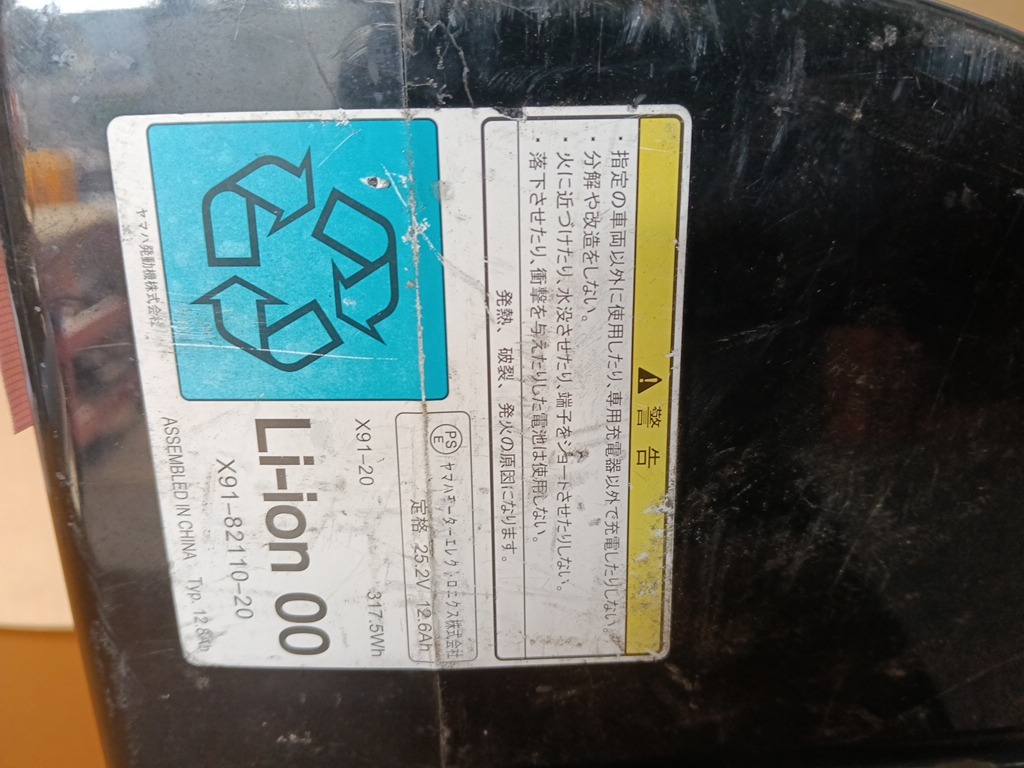 ⚠ 警告
・指定の車両以外に使用したり、専用充電器以外で充電したりしない
・分解や改造をしない。
・火に近づけたり、水没させたり、端子をショートさせたりしない。
・落下させたり、衝撃を与えたりした電池は使用しない。
発熱、破裂、発火の原因になります。
PSE ヤマハモーターエレクトロニクス株式会社
定格 25.2V/12.6Ah
X91-20 317.5Wh
Li-ion 00
X91-82110-20
ASSEMBLED IN CHINA Typ. 12.6Ah
ヤマハ発動機株式会社